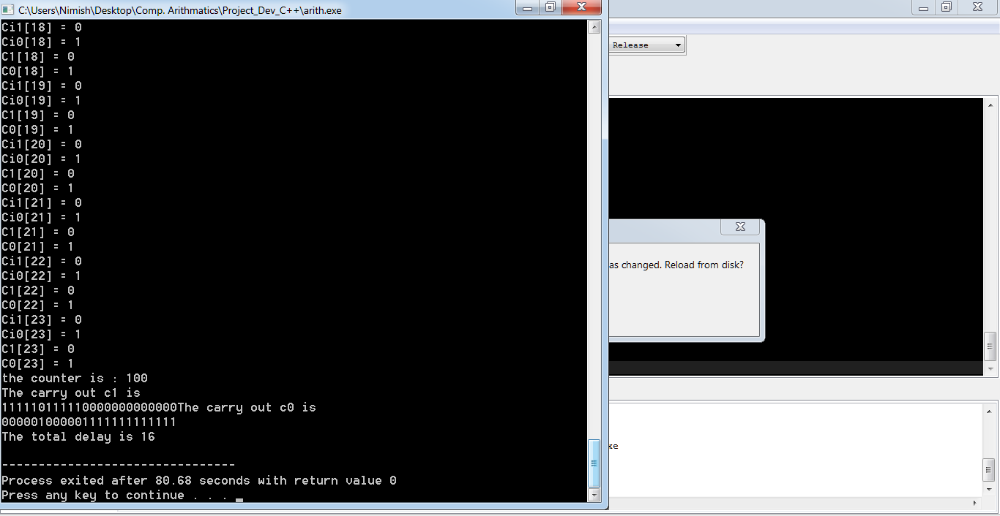 C:\Users\Nimish\Desktop\Comp. Arithmatics\Project_Dev_C++\arith.exe
Ci1[18] = 0
Ci0[18] = 1
C1[18] = 0
C0[18] = 1
Ci1[19] = 0
Ci0[19] = 1
C1[19] = 0
C0[19] = 1
Ci1[20] = 0
Ci0[20] = 1
C1[20] = 0
C0[20] = 1
Ci1[21] = 0
Ci0[21] = 1
C1[21] = 0
C0[21] = 1
Ci1[22] = 0
Ci0[22] = 1
C1[22] = 0
C0[22] = 1
Ci1[23] = 0
Ci0[23] = 1
C1[23] = 0
C0[23] = 1
the counter is : 100
The carry out c1 is
111110111110000000000000The carry out c0 is
000001000001111111111111
The total delay is 16
--------------------------------
Process exited after 80.68 seconds with return value 0
Press any key to continue . . .
Release
as changed. Reload from disk?
xe